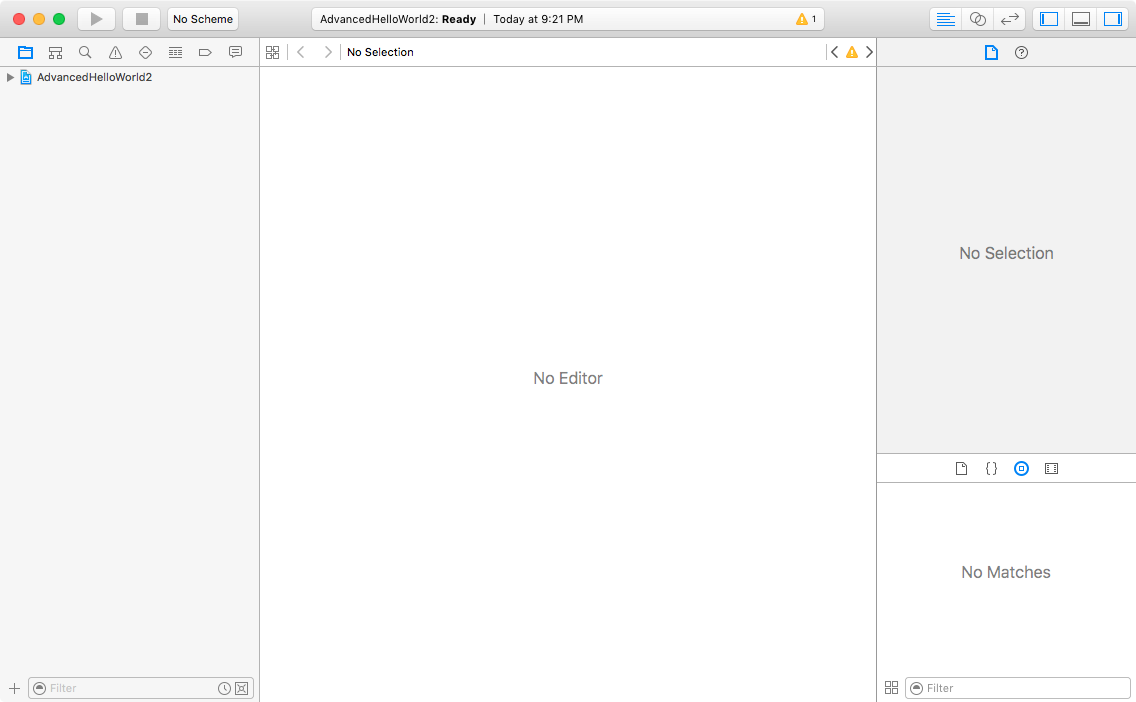 No Scheme
AdvancedHelloWorld2: Ready | Today at 9:21 PM
1
No Selection
AdvancedHelloWorld2
No Selection
No Editor
No Matches
Filter
Filter